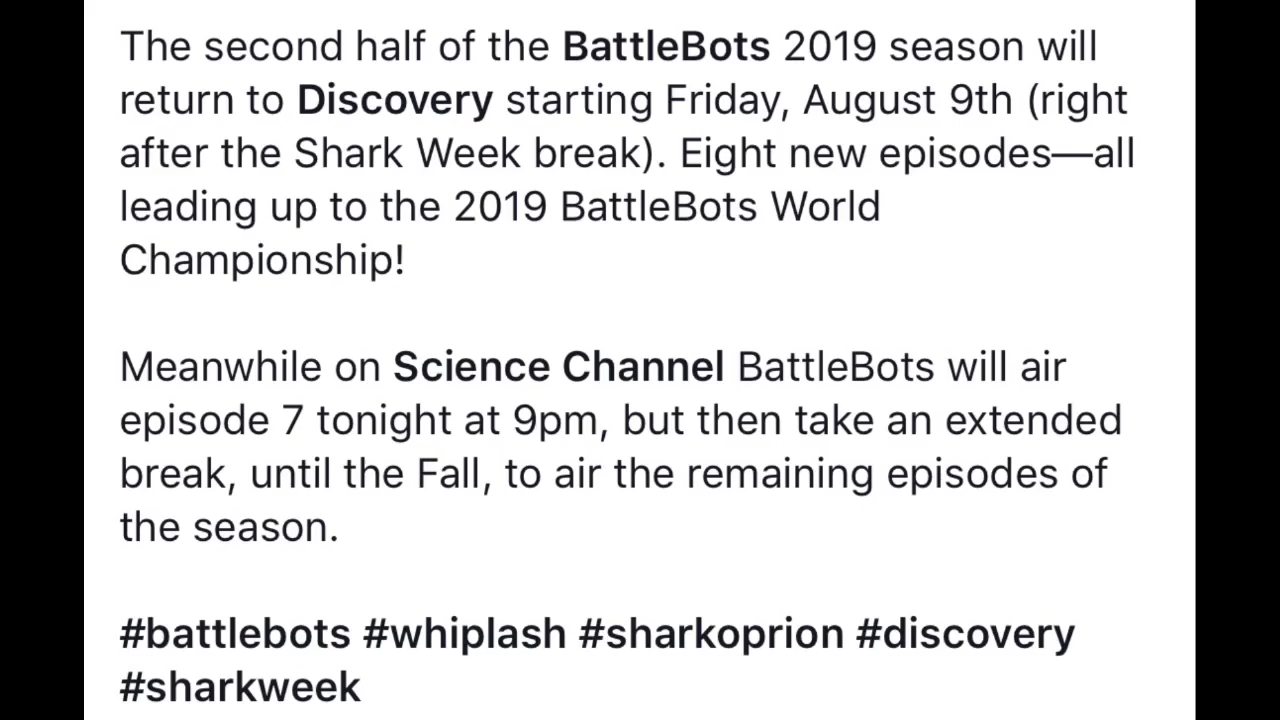 The second half of the BattleBots 2019 season will
return to Discovery starting Friday, August 9th (right
after the Shark Week break). Eight new episodes—all
leading up to the 2019 BattleBots World
Championship!
Meanwhile on Science Channel BattleBots will air
episode 7 tonight at 9pm, but then take an extended
break, until the Fall, to air the remaining episodes of
the season.
#battlebots #whiplash #sharkoprion #discovery
#sharkweek